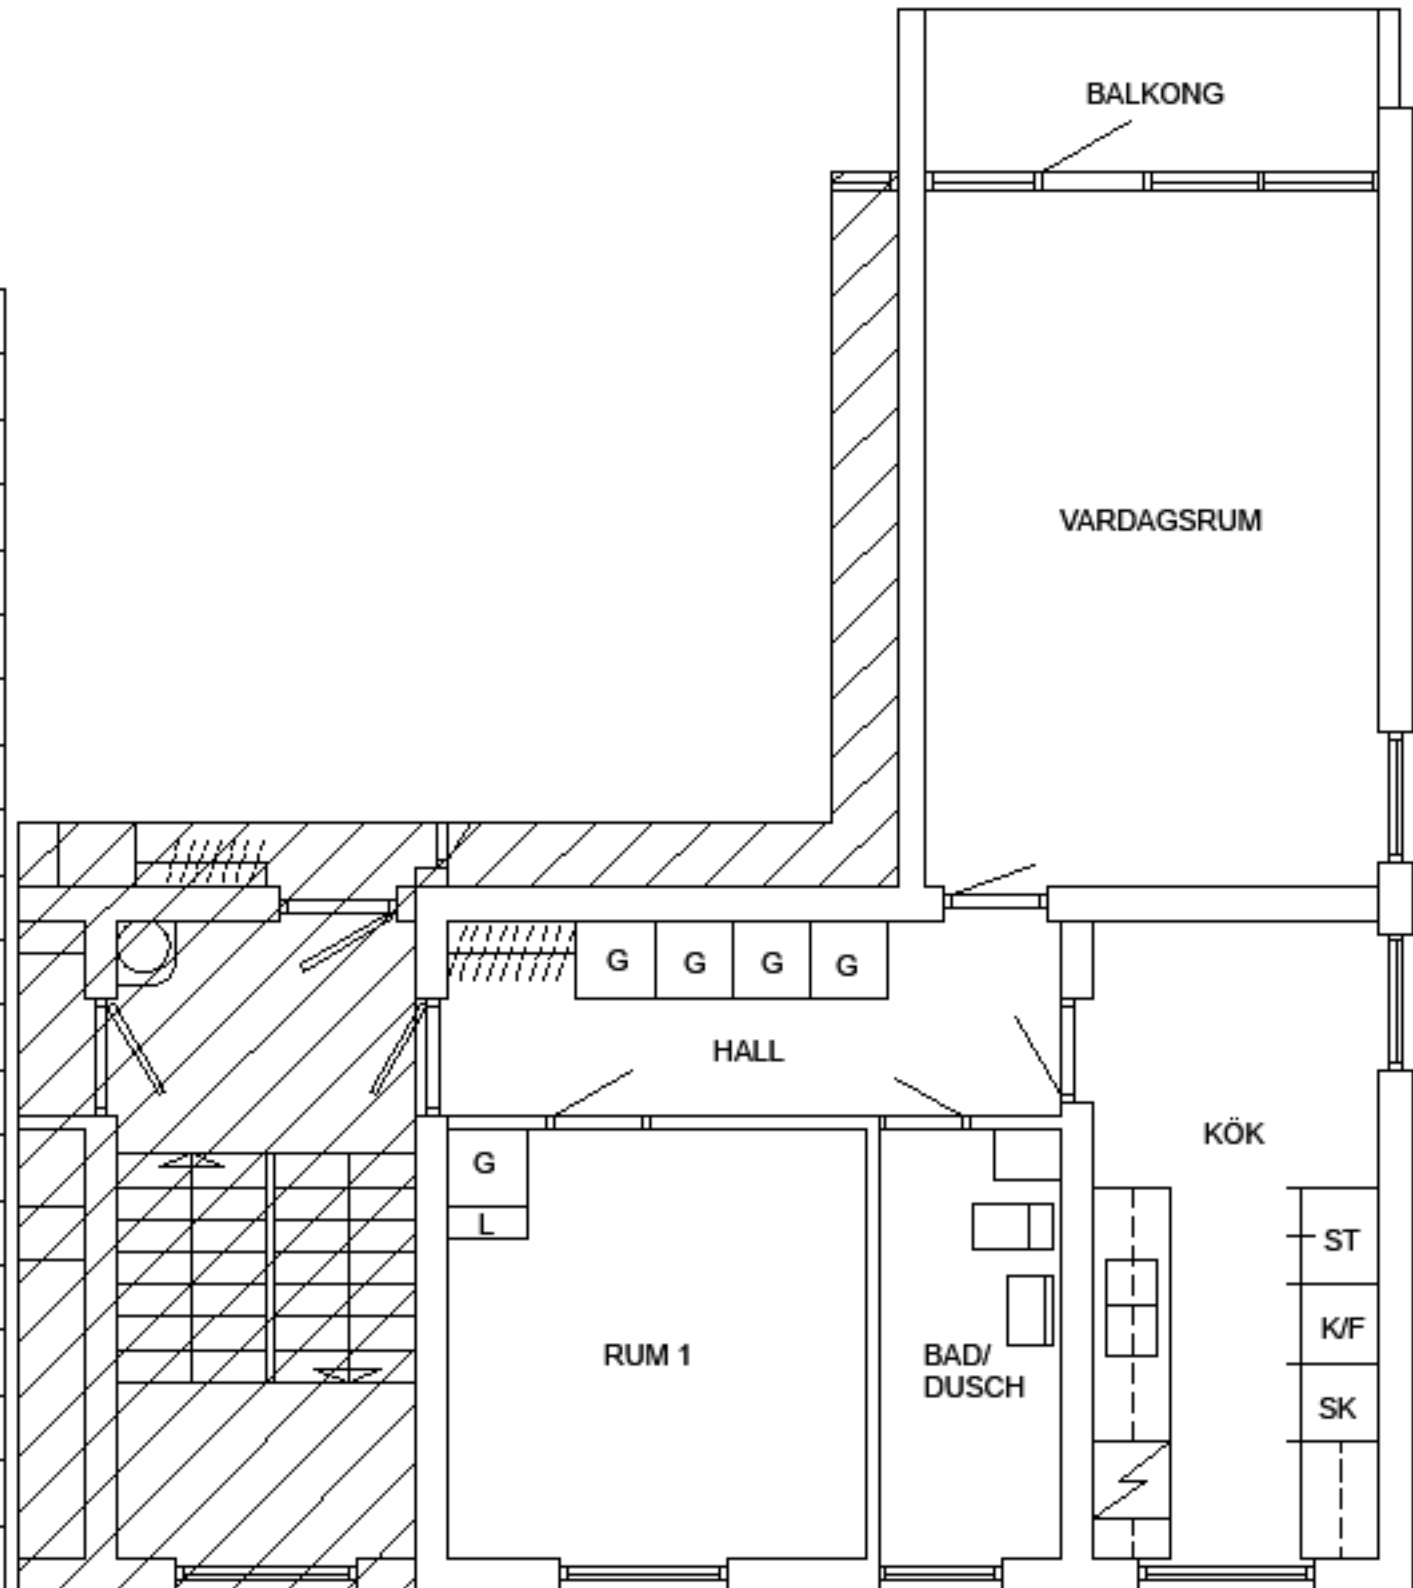 BALKONG
VARDAGSRUM
G G G G
HALL
KÖK
G
L
ST
K/F
RUM 1
BAD/
DUSCH
SK